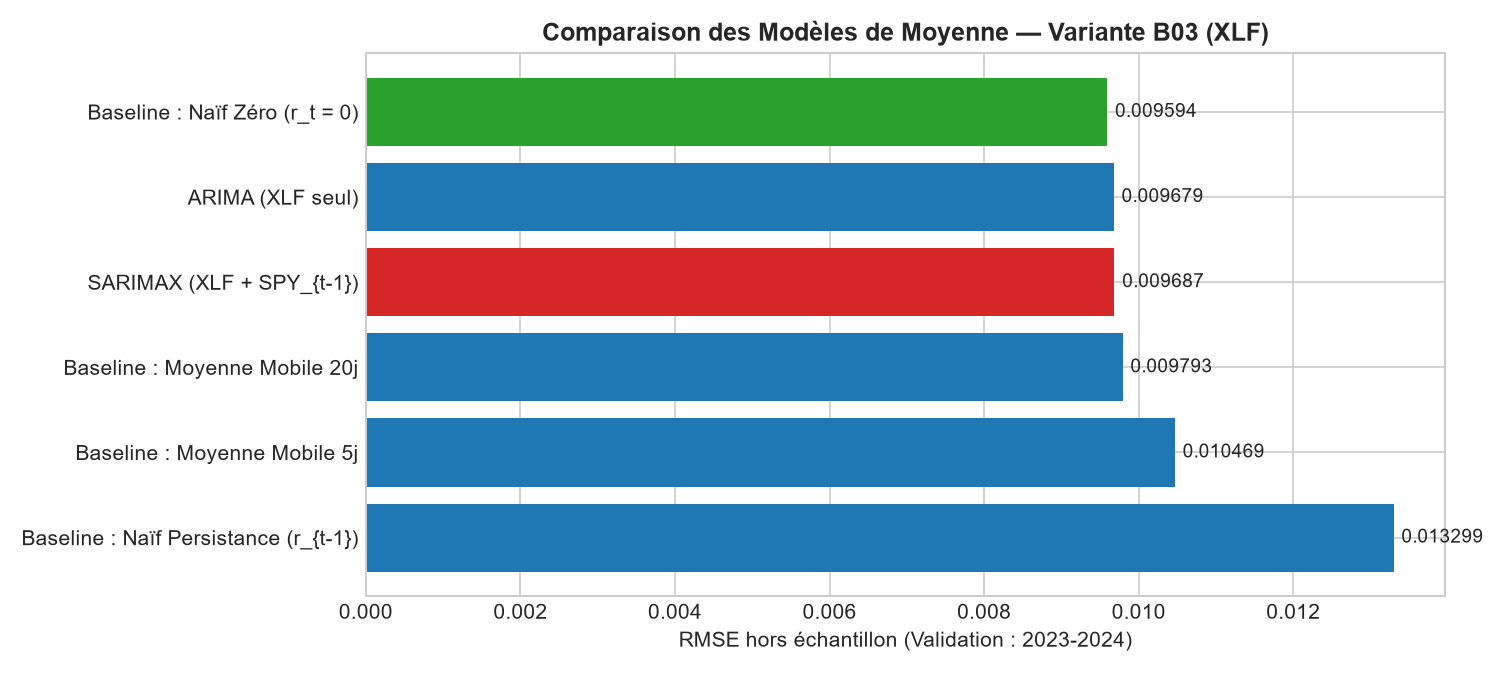 Comparaison des Modèles de Moyenne — Variante B03 (XLF)
Baseline : Naïf Zéro (r_t = 0)
0.009594
ARIMA (XLF seul)
0.009679
SARIMAX (XLF + SPY_{t-1})
0.009687
Baseline : Moyenne Mobile 20j
0.009793
Baseline : Moyenne Mobile 5j
0.010469
Baseline : Naïf Persistance (r_{t-1})
0.013299
0.000 0.002 0.004 0.006 0.008 0.010 0.012
RMSE hors échantillon (Validation : 2023-2024)